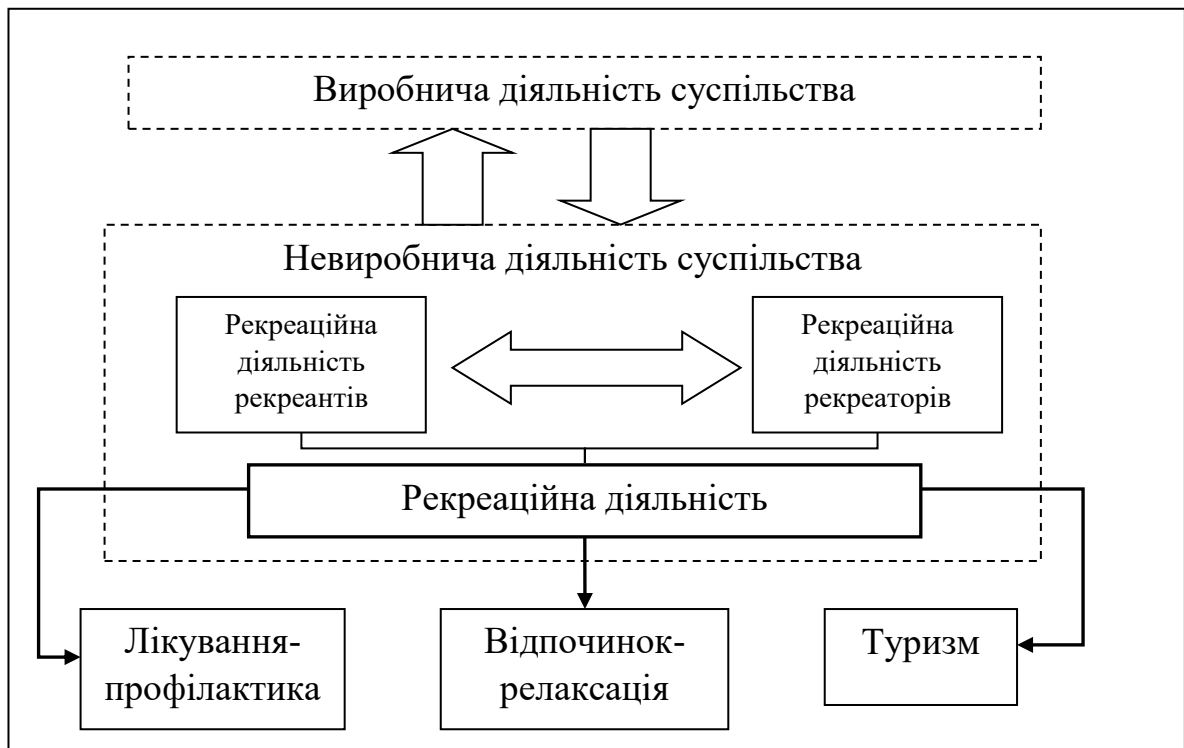 Виробнича діяльність суспільства
Невиробнича діяльність суспільства
Рекреаційна
діяльність
рекреантів
Рекреаційна
діяльність
рекреаторів
Рекреаційна діяльність
Лікування-
профілактика
Відпочинок-
релаксація
Туризм